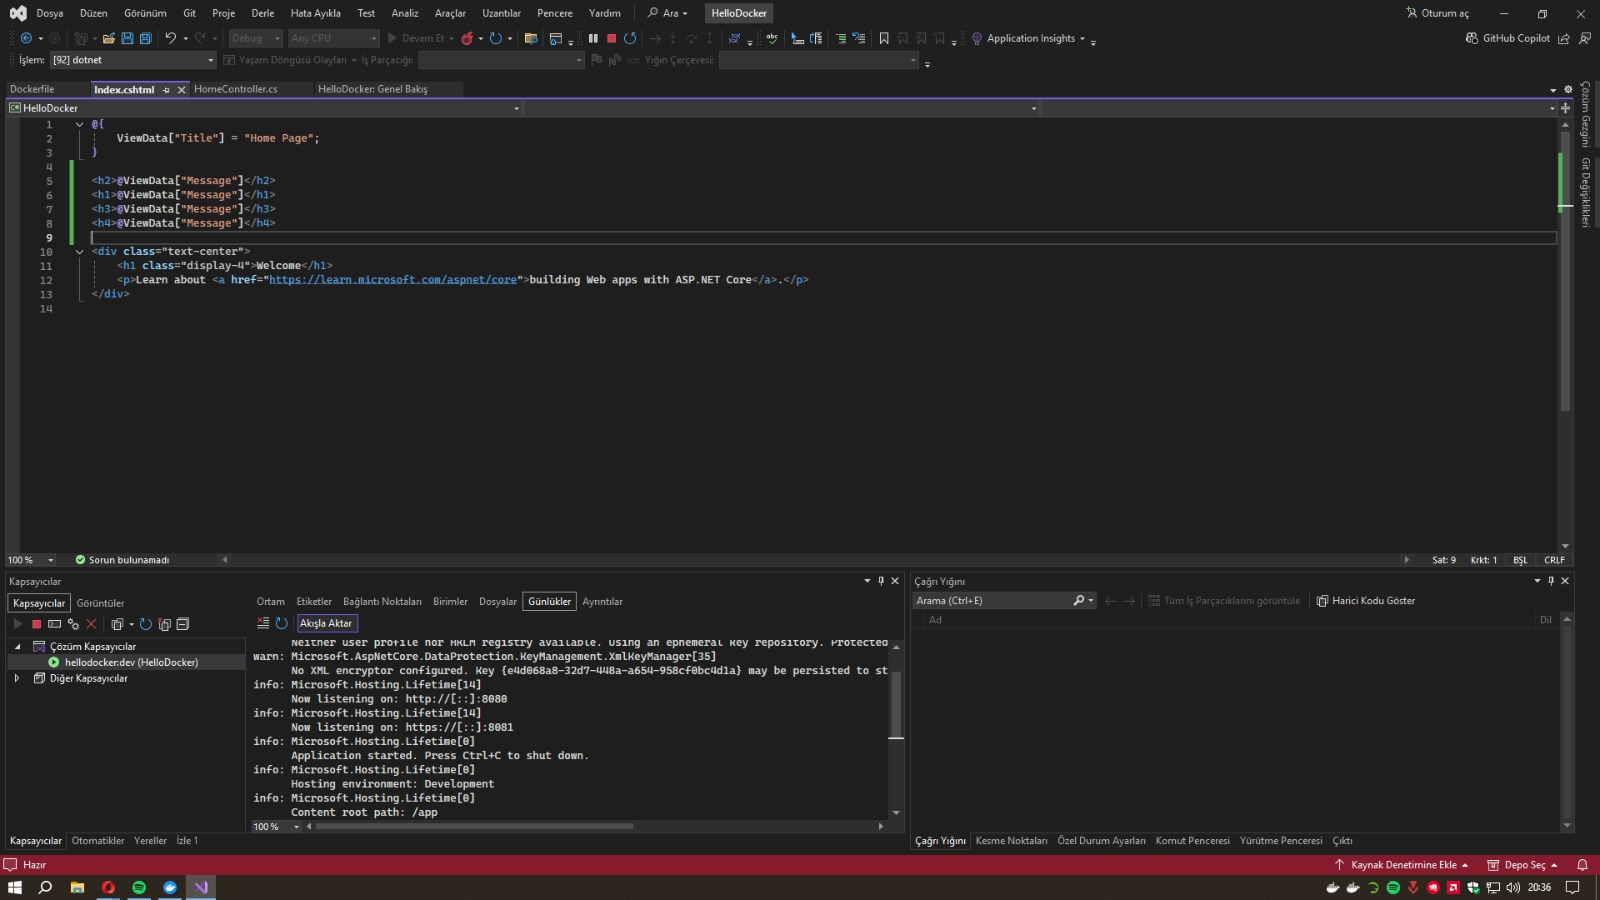 Dosya Düzen Görünüm Git Proje Derle Hata Ayıkla Test Analiz Araçlar Uzantılar Pencere Yardım Ara HelloDocker Oturum aç
Debug Any CPU Devam Et Application Insights GitHub Copilot
İşlem: [92] dotnet Yaşam Döngüsü Olayları İş Parçacığı: Yığın Çerçevesi:
Dockerfile Index.cshtml HomeController.cs HelloDocker: Genel Bakış
HelloDocker
1 @{
2 ViewData["Title"] = "Home Page";
3 }
4
5 <h2>@ViewData["Message"]</h2>
6 <h1>@ViewData["Message"]</h1>
7 <h3>@ViewData["Message"]</h3>
8 <h4>@ViewData["Message"]</h4>
9
10 <div class="text-center">
11 <h1 class="display-4">Welcome</h1>
12 <p>Learn about <a href="https://learn.microsoft.com/aspnet/core">building Web apps with ASP.NET Core</a>.</p>
13 </div>
14
Çözüm Gezgini
Git Değişiklikleri
100 % Sorun bulunamadı Sat: 9 Krkt: 1 BŞL CRLF
Kapsayıcılar
Kapsayıcılar Görüntüler
Çözüm Kapsayıcılar
hellodocker:dev (HelloDocker)
Diğer Kapsayıcılar
Ortam Etiketler Bağlantı Noktaları Birimler Dosyalar Günlükler Ayrıntılar
Akışla Aktar
Neither user profile nor HKLM registry available. Using an ephemeral key repository. Protected
warn: Microsoft.AspNetCore.DataProtection.KeyManagement.XmlKeyManager[35]
No XML encryptor configured. Key {e4d068a8-32d7-448a-a654-958cf0bc4d1a} may be persisted to st
info: Microsoft.Hosting.Lifetime[14]
Now listening on: http://[::]:8080
info: Microsoft.Hosting.Lifetime[14]
Now listening on: https://[::]:8081
info: Microsoft.Hosting.Lifetime[0]
Application started. Press Ctrl+C to shut down.
info: Microsoft.Hosting.Lifetime[0]
Hosting environment: Development
info: Microsoft.Hosting.Lifetime[0]
Content root path: /app
100 %
Kapsayıcılar Otomatikler Yereller İzle 1
Çağrı Yığını
Arama (Ctrl+E) Tüm İş Parçacıklarını görüntüle Harici Kodu Göster
Ad Dil
Çağrı Yığını Kesme Noktaları Özel Durum Ayarları Komut Penceresi Yürütme Penceresi Çıktı
Hazır Kaynak Denetimine Ekle Depo Seç
20:36